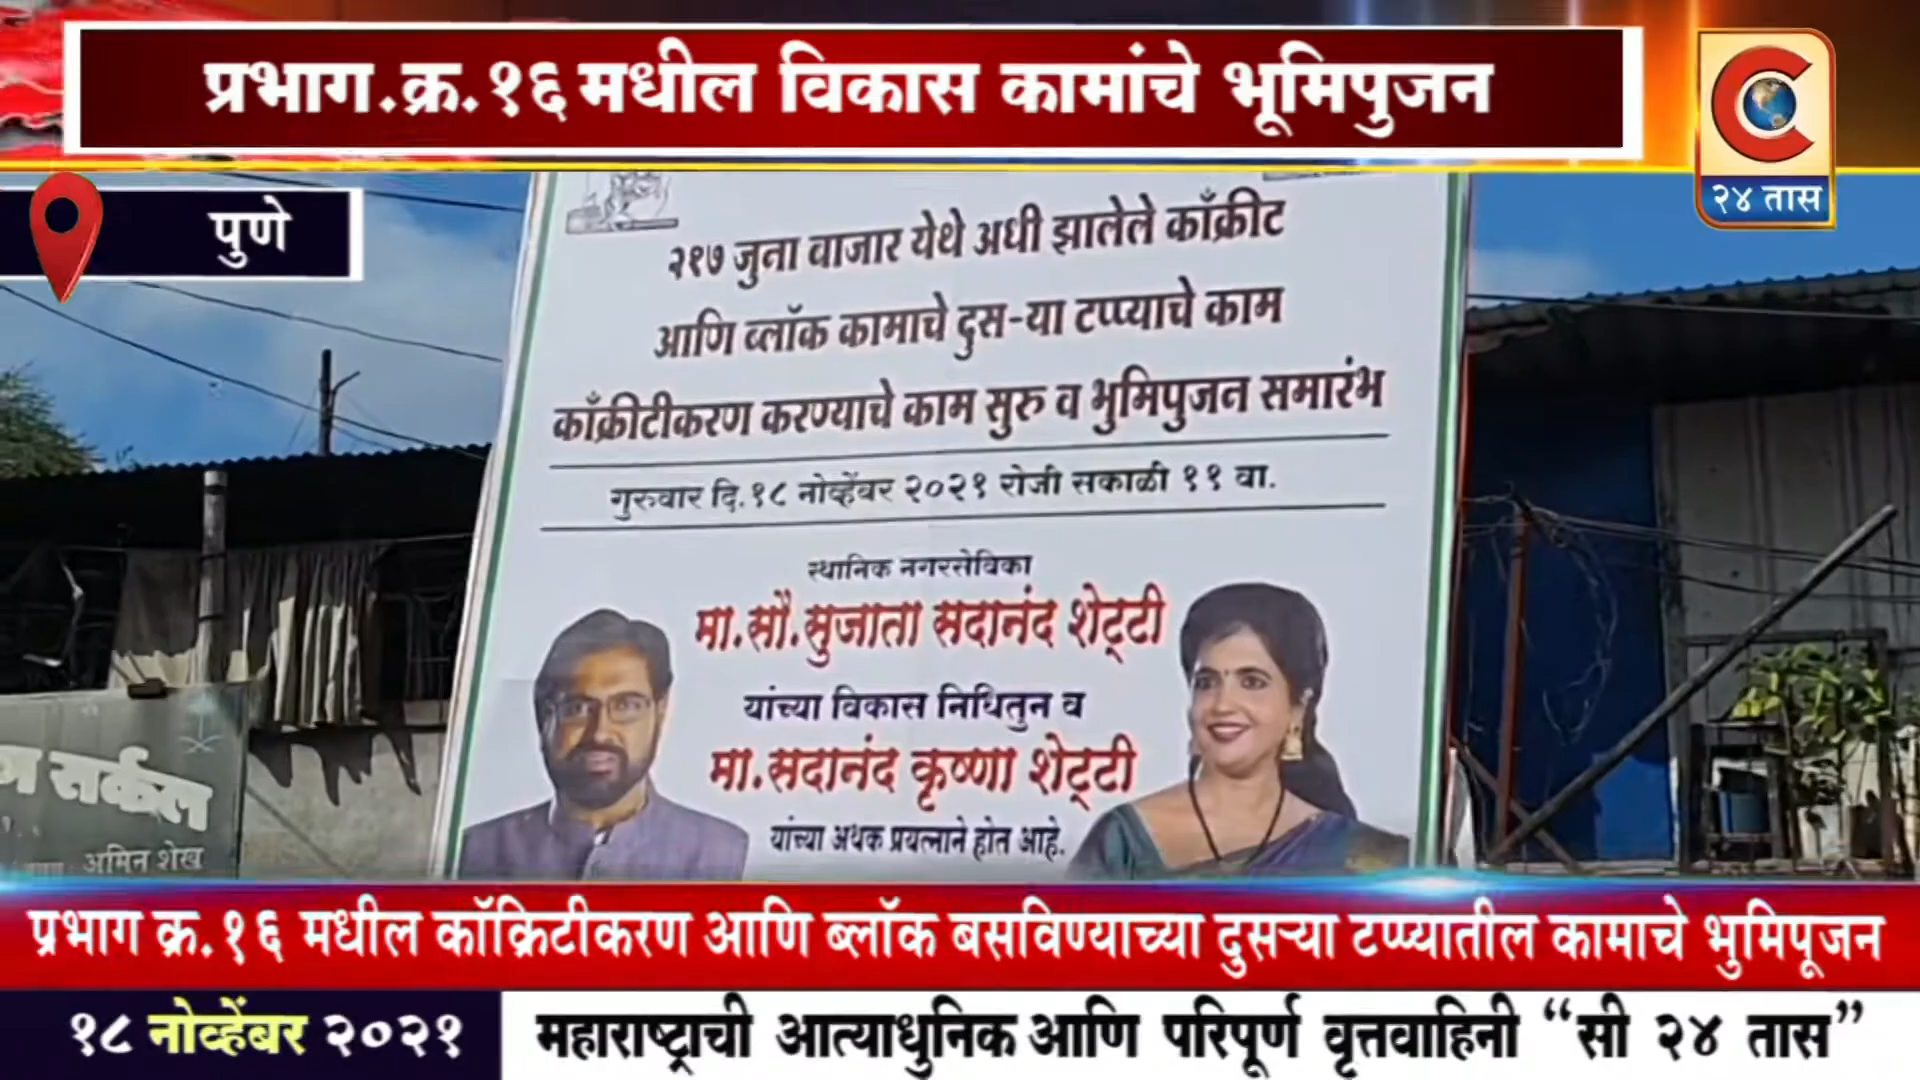 प्रभाग.क्र.१६ मधील विकास कामांचे भूमिपुजन
२४ तास
पुणे
२१७ जुना बाजार येथे अधी झालेले काँक्रीट
आणि ब्लॉक कामाचे दुस-या टप्प्याचे काम
काँक्रीटीकरण करण्याचे काम सुरु व भुमिपुजन समारंभ
गुरुवार दि.१८ नोव्हेंबर २०२१ रोजी सकाळी ११ वा.
स्थानिक नगरसेविका
मा.सौ.सुजाता सदानंद शेट्टी
यांच्या विकास निधितुन व
मा.सदानंद कृष्णा शेट्टी
यांच्या अथक प्रयत्नाने होत आहे.
सर्कल
अमिन शेख
प्रभाग क्र.१६ मधील कॉक्रिटीकरण आणि ब्लॉक बसविण्याच्या दुसऱ्या टप्प्यातील कामाचे भुमिपूजन
१८ नोव्हेंबर २०२१
महाराष्ट्राची आत्याधुनिक आणि परिपूर्ण वृत्तवाहिनी “सी २४ तास”